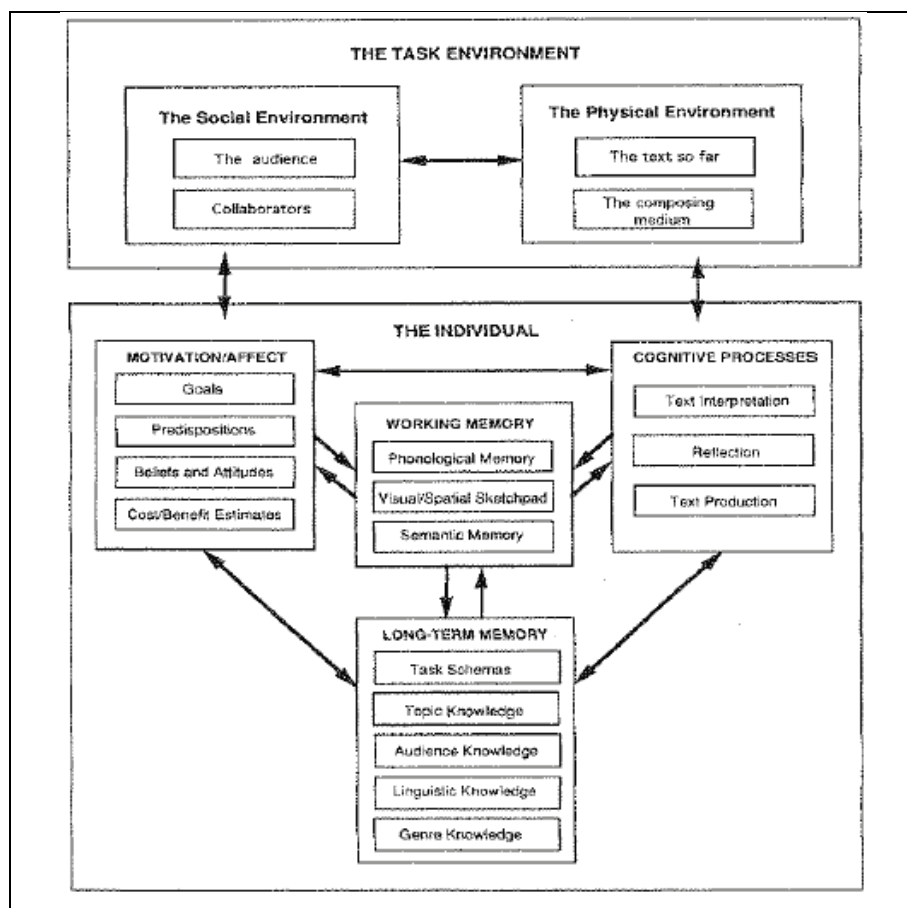 THE TASK ENVIRONMENT
The Social Environment
The audience
Collaborators
The Physical Environment
The text so far
The composing
medium
THE INDIVIDUAL
MOTIVATION/AFFECT
Goals
Predispositions
Beliefs and Attitudes
Cost/Benefit Estimates
WORKING MEMORY
Phonological Memory
Visual/Spatial Sketchpad
Semantic Memory
COGNITIVE PROCESSES
Text Interpretation
Reflection
Text Production
LONG-TERM MEMORY
Task Schemas
Topic Knowledge
Audience Knowledge
Linguistic Knowledge
Genre Knowledge